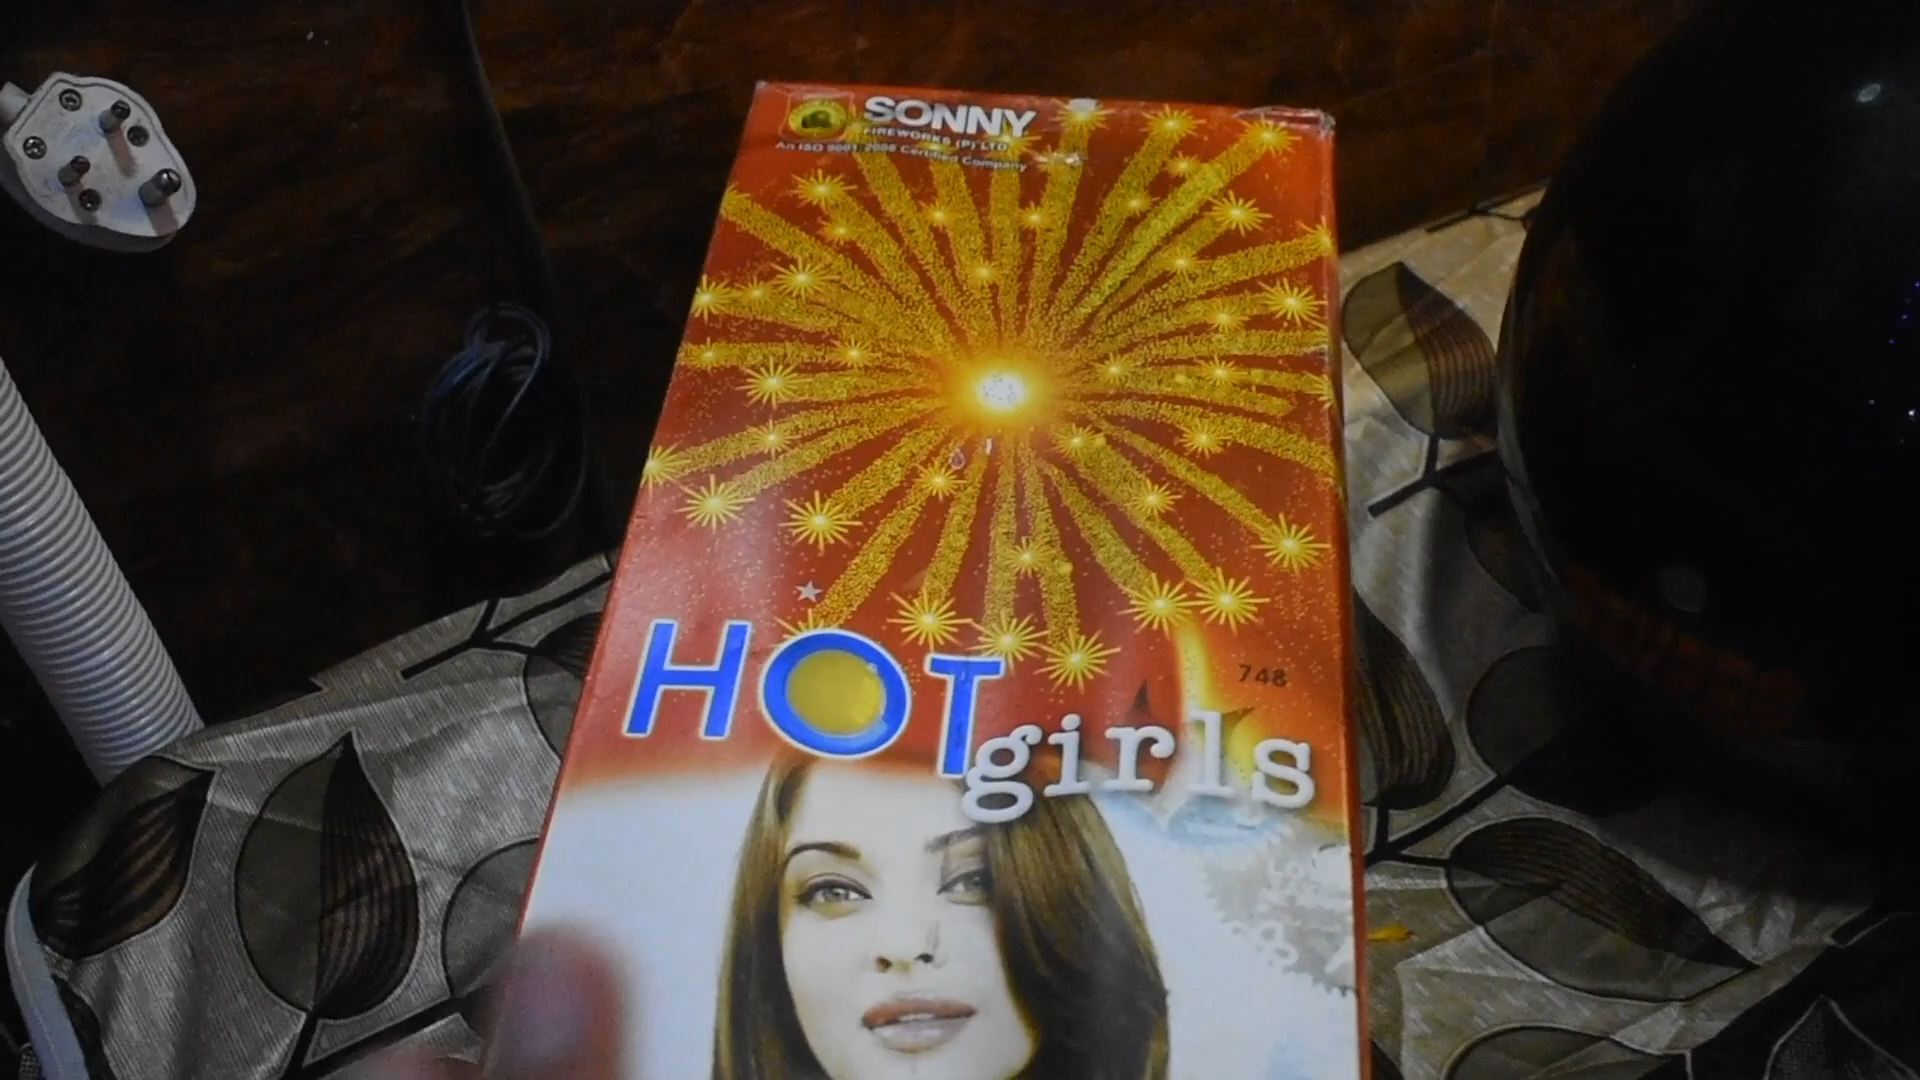 SONNY
FIREWORKS (P) LTD
An ISO 9001:2008 Certified Company
HOT
748
girls